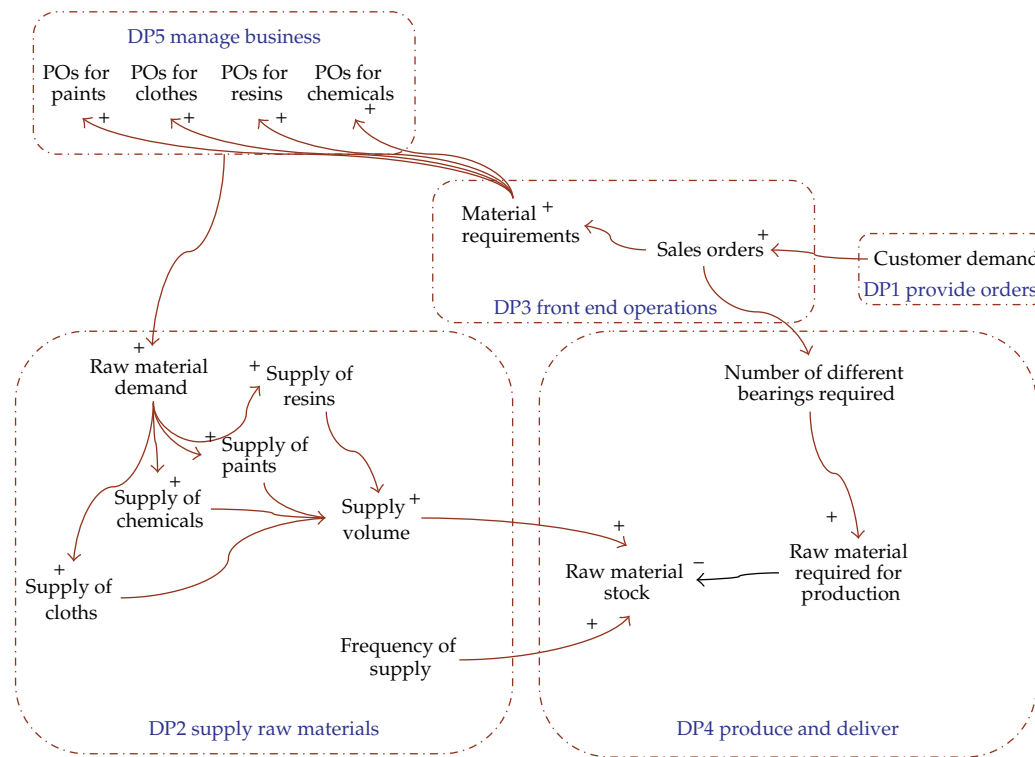 DP5 manage business
POs for
paints
+
POs for
clothes
+
POs for
resins
+
POs for
chemicals
+
Material +
requirements
Sales orders +
Customer demand
DP1 provide orders
DP3 front end operations
+
Raw material
demand
+
Supply of
resins
+
Supply of
paints
+
Supply of
chemicals
+
Supply of
cloths
Supply +
volume
Frequency of
supply
DP2 supply raw materials
Number of different
bearings required
+
Raw material
required for
production
+
Raw material −
stock
+
DP4 produce and deliver